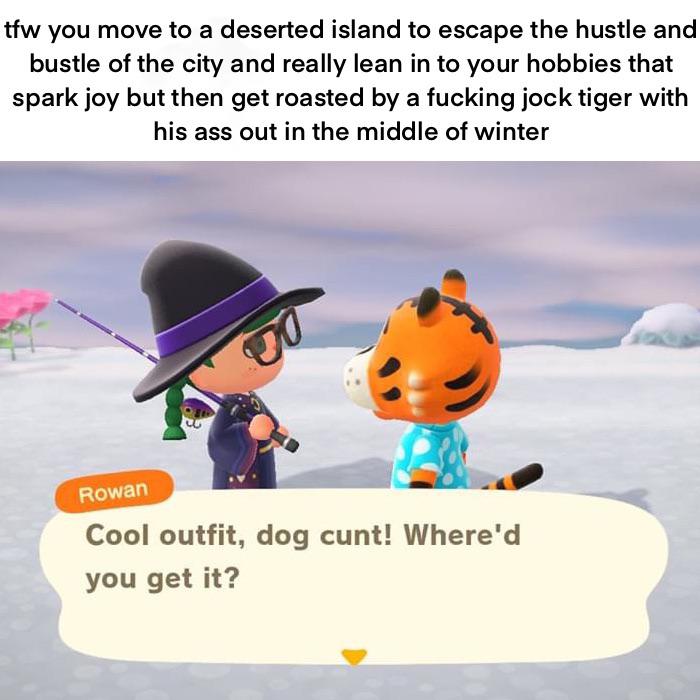 tfw you move to a deserted island to escape the hustle and
bustle of the city and really lean in to your hobbies that
spark joy but then get roasted by a fucking jock tiger with
his ass out in the middle of winter
Rowan
Cool outfit, dog cunt! Where'd
you get it?